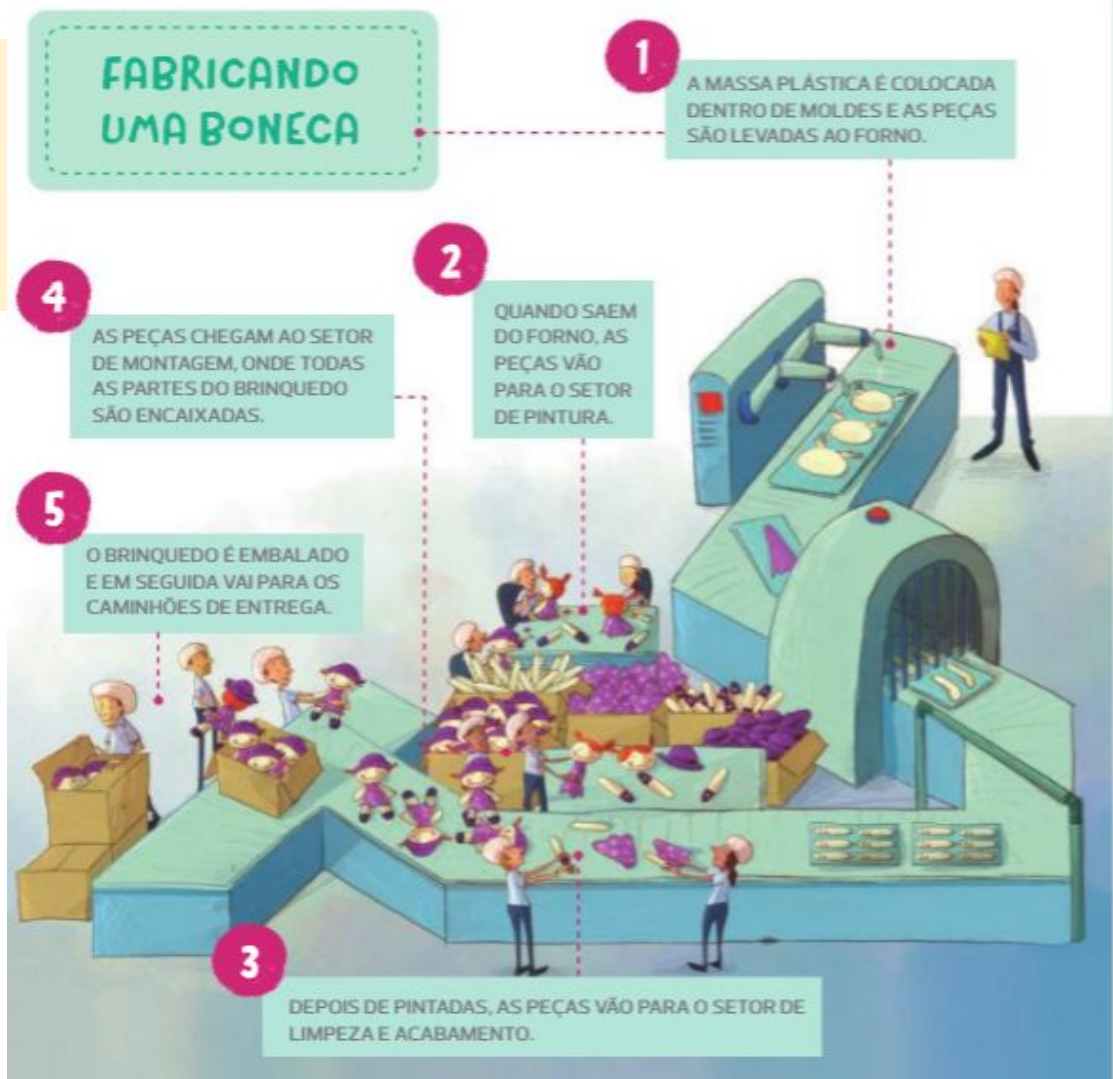 FABRICANDO
UMA BONECA
1
A MASSA PLÁSTICA É COLOCADA
DENTRO DE MOLDES E AS PEÇAS
SÃO LEVADAS AO FORNO.
2
QUANDO SAEM
DO FORNO, AS
PEÇAS VÃO
PARA O SETOR
DE PINTURA.
3
DEPOIS DE PINTADAS, AS PEÇAS VÃO PARA O SETOR DE
LIMPEZA E ACABAMENTO.
4
AS PEÇAS CHEGAM AO SETOR
DE MONTAGEM, ONDE TODAS
AS PARTES DO BRINQUEDO
SÃO ENCAIXADAS.
5
O BRINQUEDO É EMBALADO
E EM SEGUIDA VAI PARA OS
CAMINHÕES DE ENTREGA.